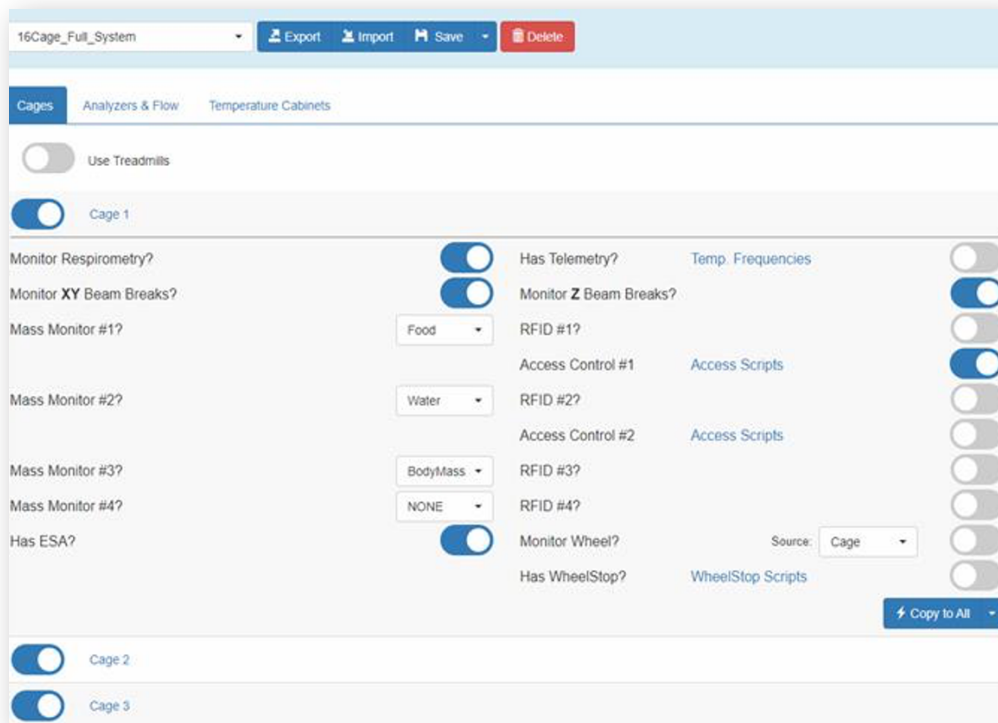 16Cage_Full_System Export Import Save Delete
Cages Analyzers & Flow Temperature Cabinets
Use Treadmills
Cage 1
Monitor Respirometry? Has Telemetry? Temp. Frequencies
Monitor XY Beam Breaks? Monitor Z Beam Breaks?
Mass Monitor #1? Food RFID #1?
Access Control #1 Access Scripts
Mass Monitor #2? Water RFID #2?
Access Control #2 Access Scripts
Mass Monitor #3? BodyMass RFID #3?
Mass Monitor #4? NONE RFID #4?
Has ESA? Monitor Wheel? Source: Cage
Has WheelStop? WheelStop Scripts
Copy to All
Cage 2
Cage 3